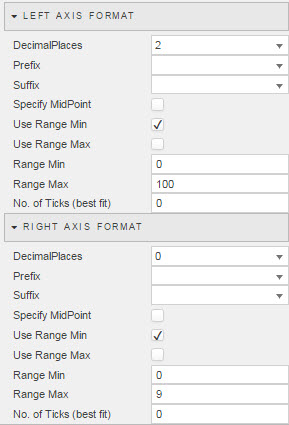 LEFT AXIS FORMAT
DecimalPlaces 2
Prefix
Suffix
Specify MidPoint
Use Range Min
Use Range Max
Range Min 0
Range Max 100
No. of Ticks (best fit) 0
RIGHT AXIS FORMAT
DecimalPlaces 0
Prefix
Suffix
Specify MidPoint
Use Range Min
Use Range Max
Range Min 0
Range Max 9
No. of Ticks (best fit) 0